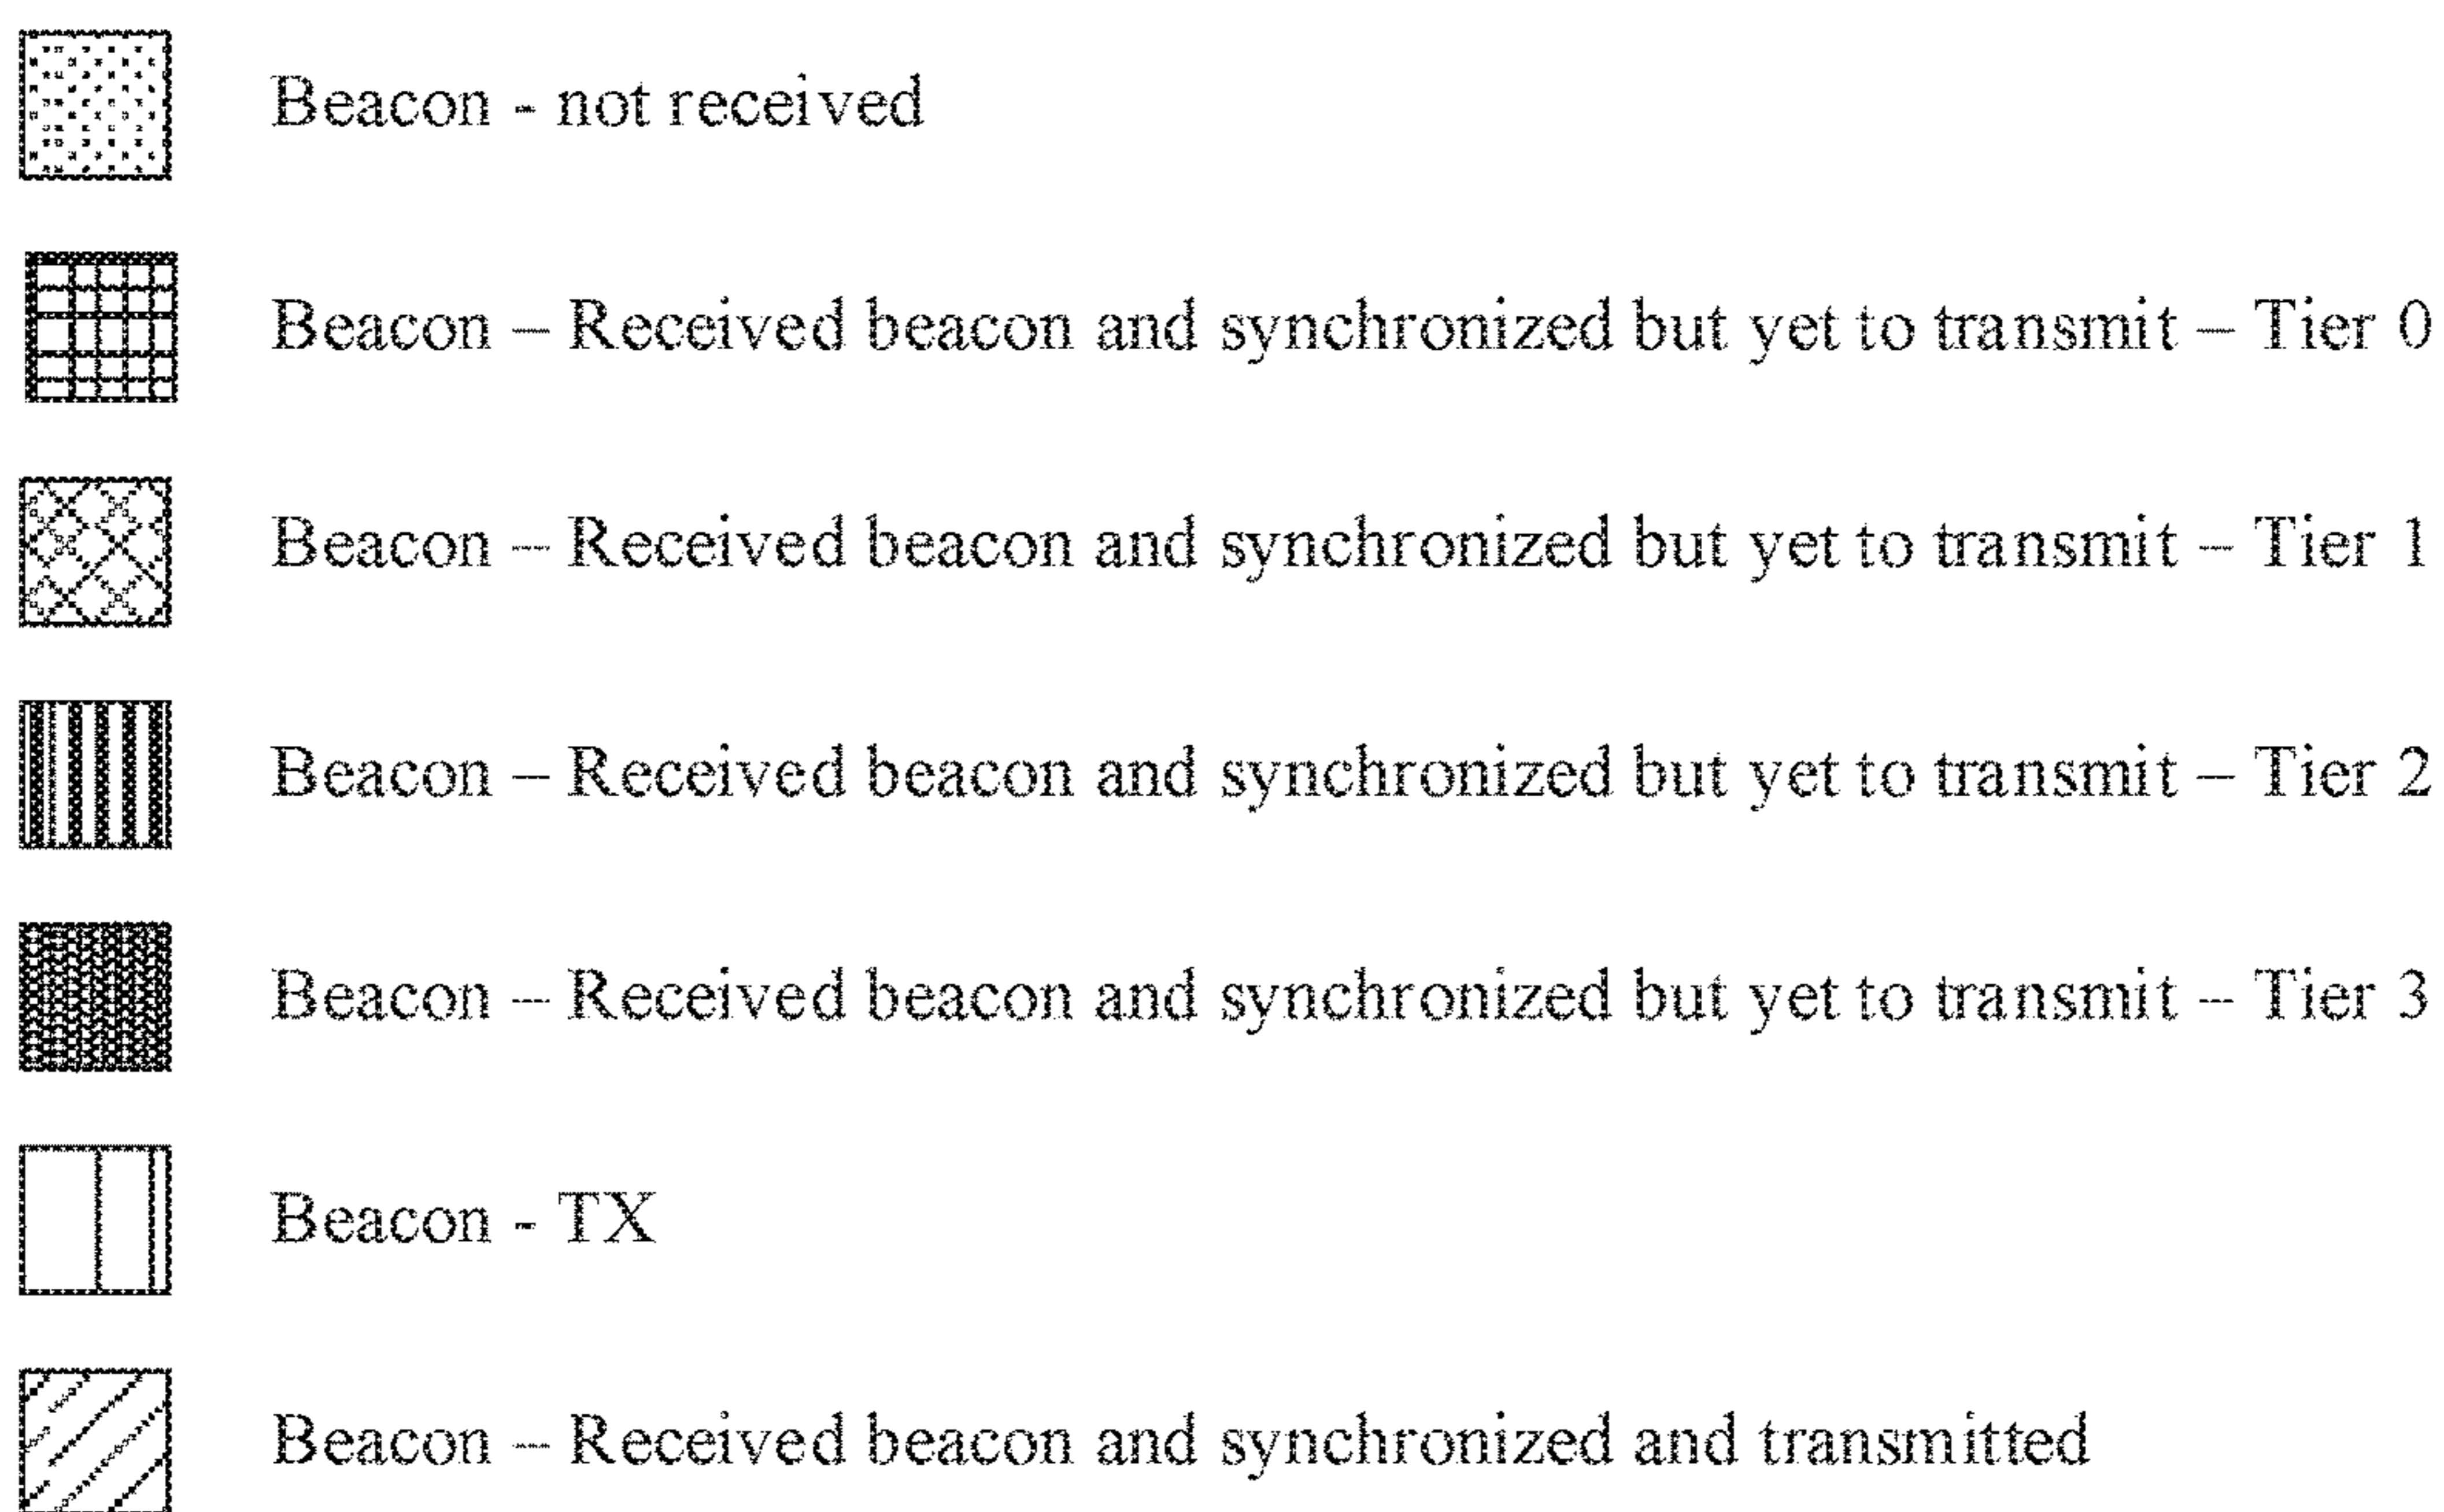 Beacon - not received
Beacon – Received beacon and synchronized but yet to transmit – Tier 0
Beacon – Received beacon and synchronized but yet to transmit – Tier 1
Beacon – Received beacon and synchronized but yet to transmit – Tier 2
Beacon – Received beacon and synchronized but yet to transmit – Tier 3
Beacon - TX
Beacon – Received beacon and synchronized and transmitted